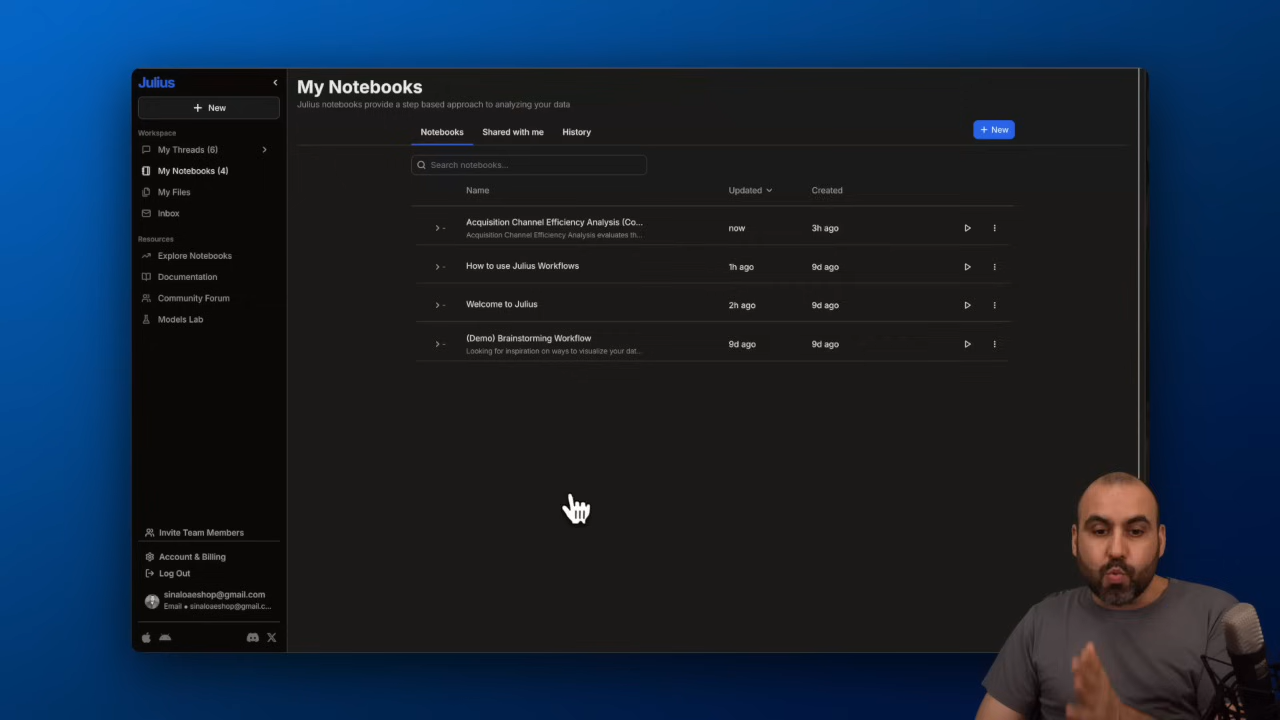 Julius
+ New
Workspace
My Threads (6)
My Notebooks (4)
My Files
Inbox
Resources
Explore Notebooks
Documentation
Community Forum
Models Lab
Invite Team Members
Account & Billing
Log Out
sinaloaeshop@gmail.com
Email • sinaloaeshop@gmail.c...
My Notebooks
Julius notebooks provide a step based approach to analyzing your data
Notebooks Shared with me History
+ New
Search notebooks...
Name Updated Created
Acquisition Channel Efficiency Analysis (Co... now 3h ago
Acquisition Channel Efficiency Analysis evaluates th...
How to use Julius Workflows 1h ago 9d ago
Welcome to Julius 2h ago 9d ago
(Demo) Brainstorming Workflow 9d ago 9d ago
Looking for inspiration on ways to visualize your dat...